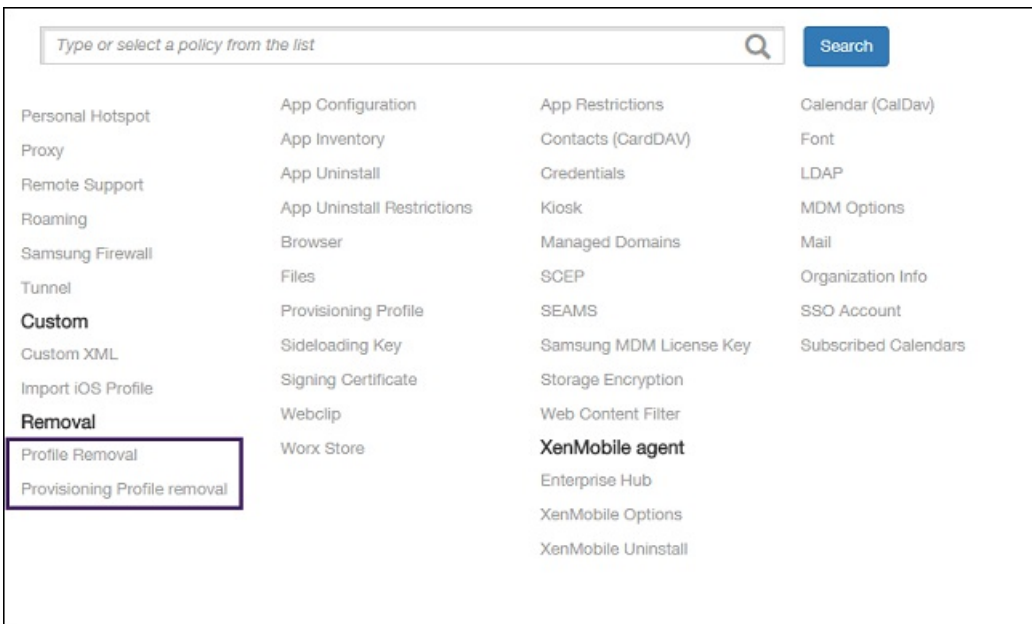 Type or select a policy from the list
Search
Personal Hotspot
Proxy
Remote Support
Roaming
Samsung Firewall
Tunnel
Custom
Custom XML
Import iOS Profile
Removal
Profile Removal
Provisioning Profile removal
App Configuration
App Inventory
App Uninstall
App Uninstall Restrictions
Browser
Files
Provisioning Profile
Sideloading Key
Signing Certificate
Webclip
Worx Store
App Restrictions
Contacts (CardDAV)
Credentials
Kiosk
Managed Domains
SCEP
SEAMS
Samsung MDM License Key
Storage Encryption
Web Content Filter
XenMobile agent
Enterprise Hub
XenMobile Options
XenMobile Uninstall
Calendar (CalDav)
Font
LDAP
MDM Options
Mail
Organization Info
SSO Account
Subscribed Calendars